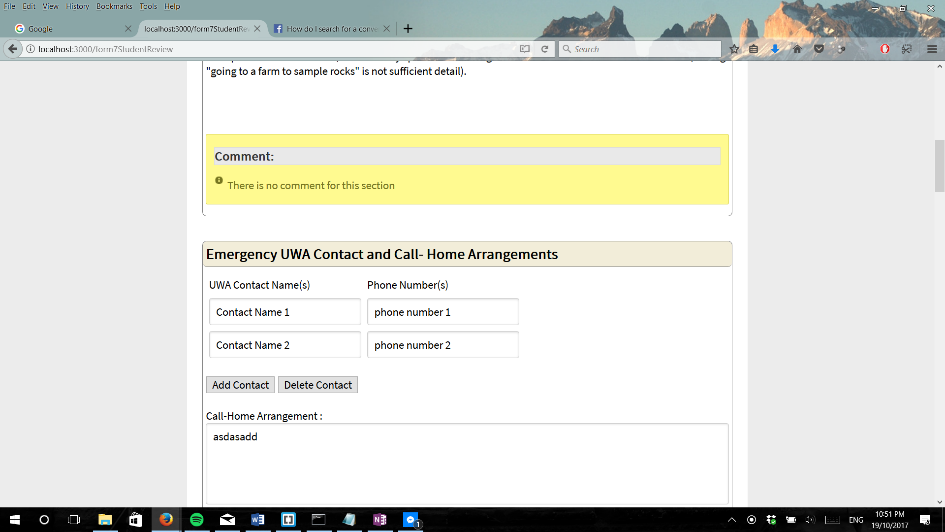 File Edit View History Bookmarks Tools Help
Google
localhost:3000/form7StudentRev
How do I search for a conve
localhost:3000/form7StudentReview
Search
"going to a farm to sample rocks" is not sufficient detail).
Comment:
There is no comment for this section
Emergency UWA Contact and Call- Home Arrangements
UWA Contact Name(s) Phone Number(s)
Contact Name 1 phone number 1
Contact Name 2 phone number 2
Add Contact Delete Contact
Call-Home Arrangement :
asdasadd
ENG
10:51 PM
19/10/2017